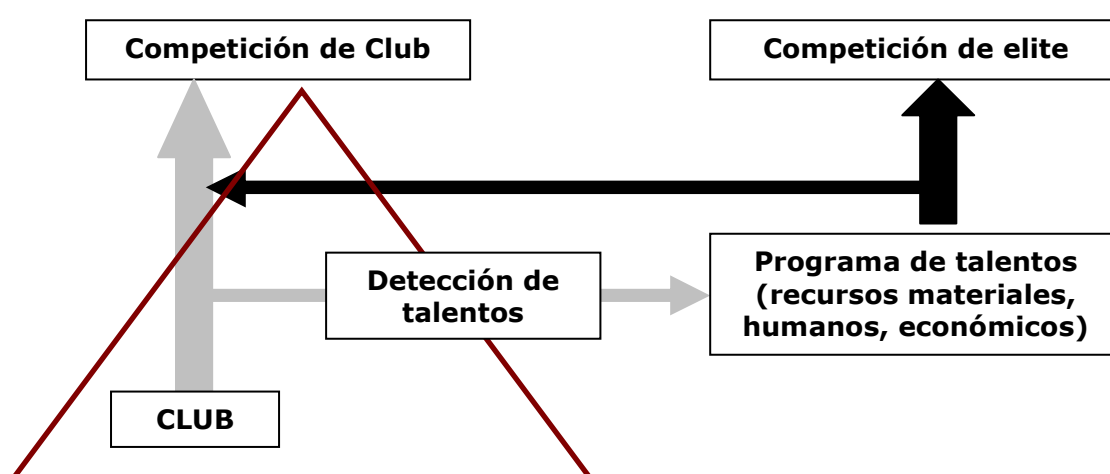 Competición de Club
Competición de elite
Detección de
talentos
Programa de talentos
(recursos materiales,
humanos, económicos)
CLUB